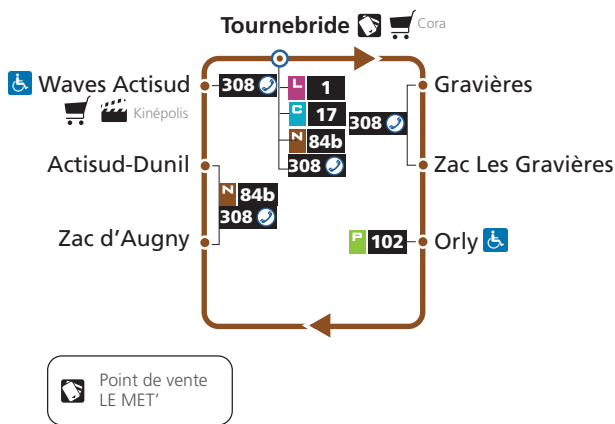 Tournebride Cora
Waves Actisud 308 L 1 Gravières
Kinépolis C 17 308
N 84b
308
Actisud-Dunil Zac Les Gravières
N 84b
308
Zac d'Augny P 102 Orly
Point de vente
LE MET'